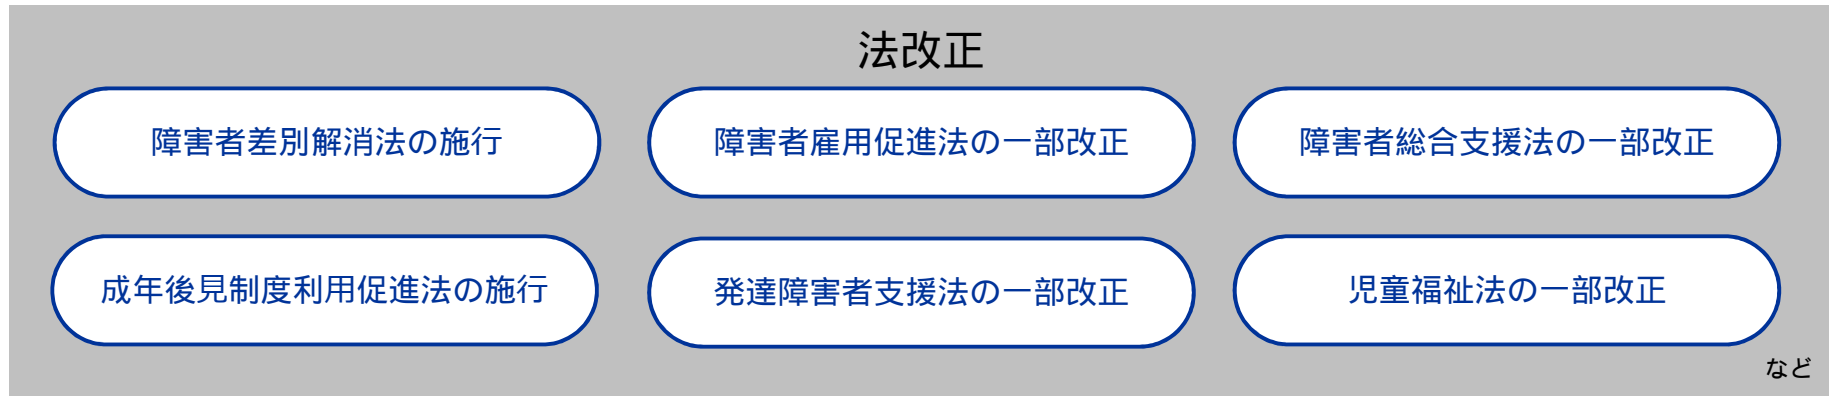 法改正
障害者差別解消法の施行
障害者雇用促進法の一部改正
障害者総合支援法の一部改正
成年後見制度利用促進法の施行
発達障害者支援法の一部改正
児童福祉法の一部改正
など